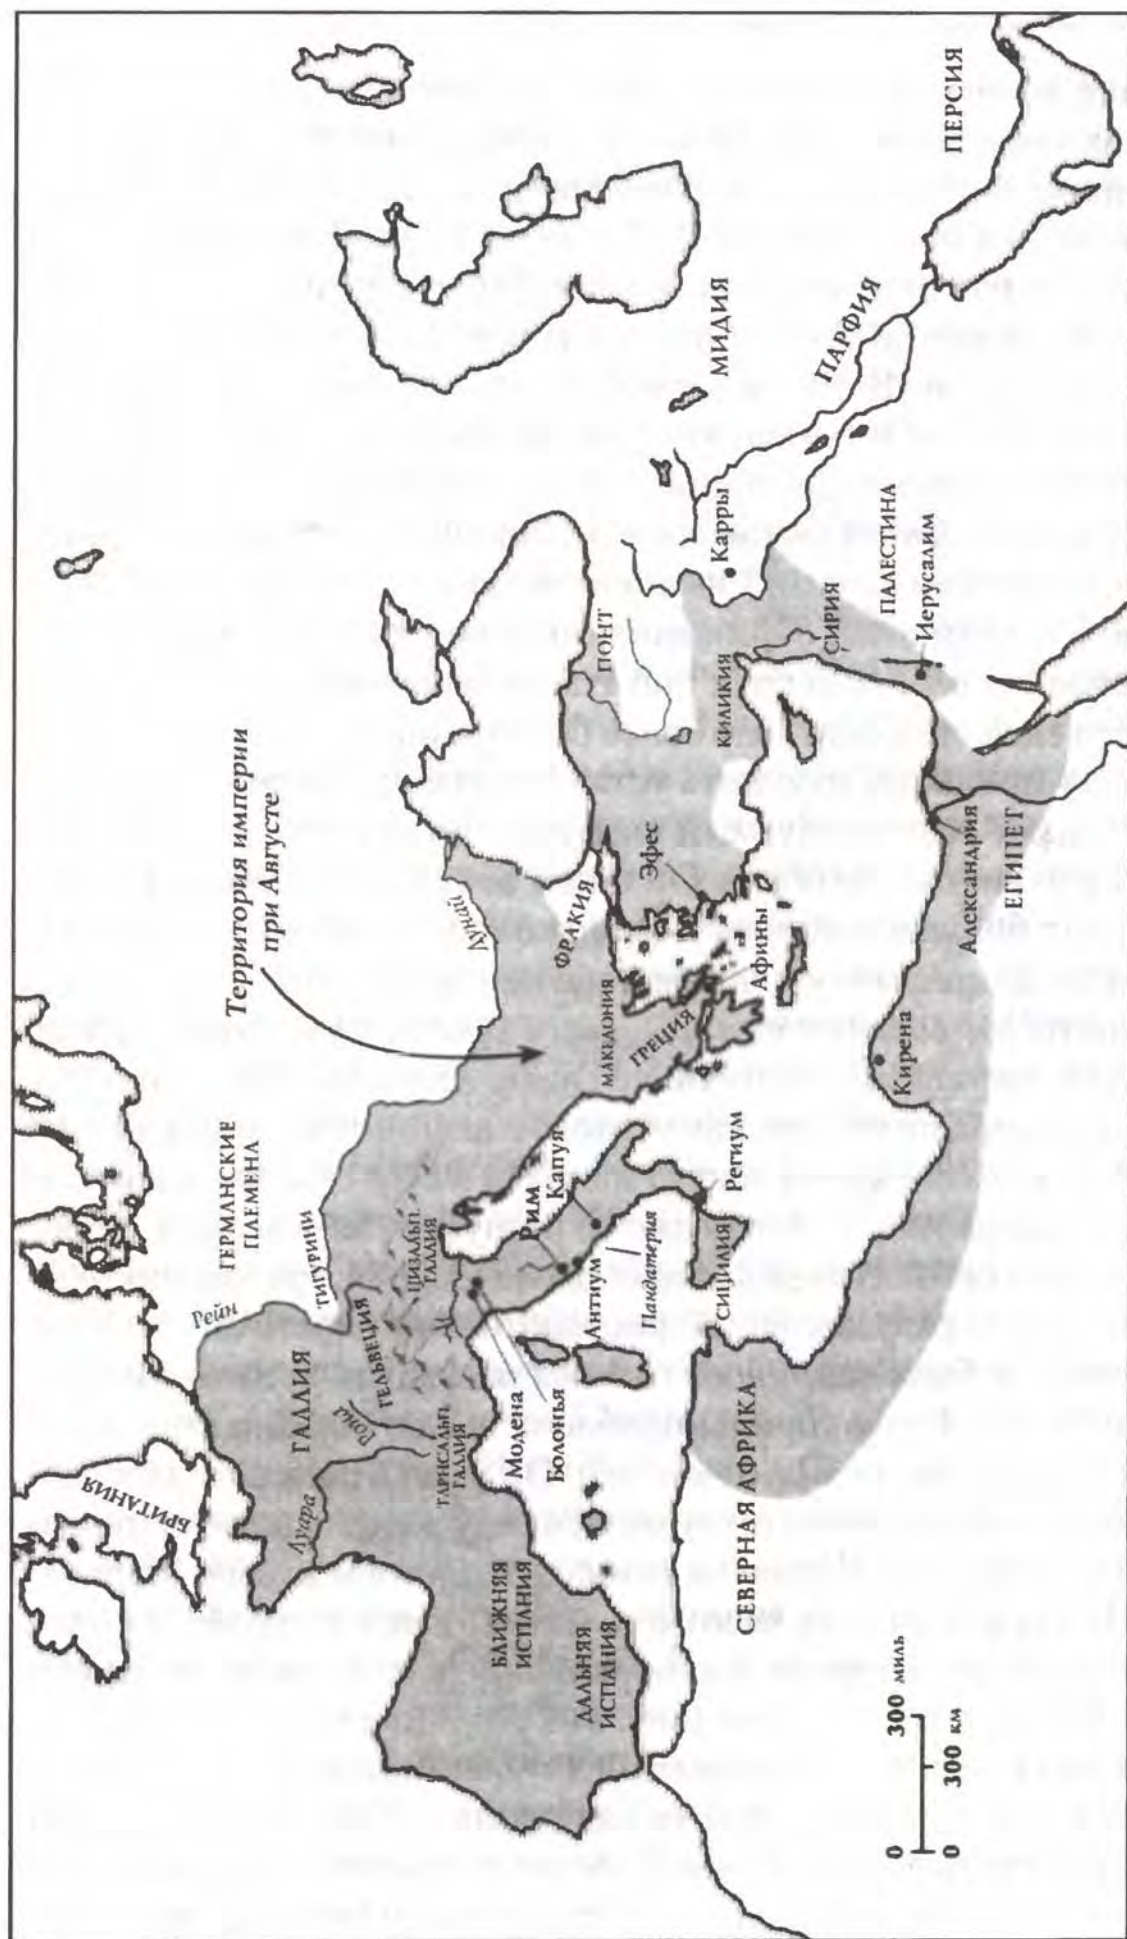 Территория империи
при Августе
БРИТАНИЯ
ГЕРМАНСКИЕ
ПЛЕМЕНА
Рейн
ТИГУРИНИ
ГАЛЛИЯ
Луара
Рона
ГЕЛЬВЕЦИЯ
ЦИЗАЛЬП.
ГАЛЛИЯ
ТАРИСАЛЬП.
ГАЛЛИЯ
Дунай
ФРАКИЯ
МАКЕДОНИЯ
ГРЕЦИЯ
Афины
Эфес
ПОНТ
КИЛИКИЯ
Карры
МИДИЯ
ПАРФИЯ
ПЕРСИЯ
СИРИЯ
ПАЛЕСТИНА
Иерусалим
Александрия
ЕГИПЕТ
Кирена
Рим
Капуя
Антиум
Пандатерия
Региум
СИЦИЛИЯ
Модена
Болонья
БЛИЖНЯЯ
ИСПАНИЯ
ДАЛЬНЯЯ
ИСПАНИЯ
СЕВЕРНАЯ АФРИКА
0 300 миль
0 300 км